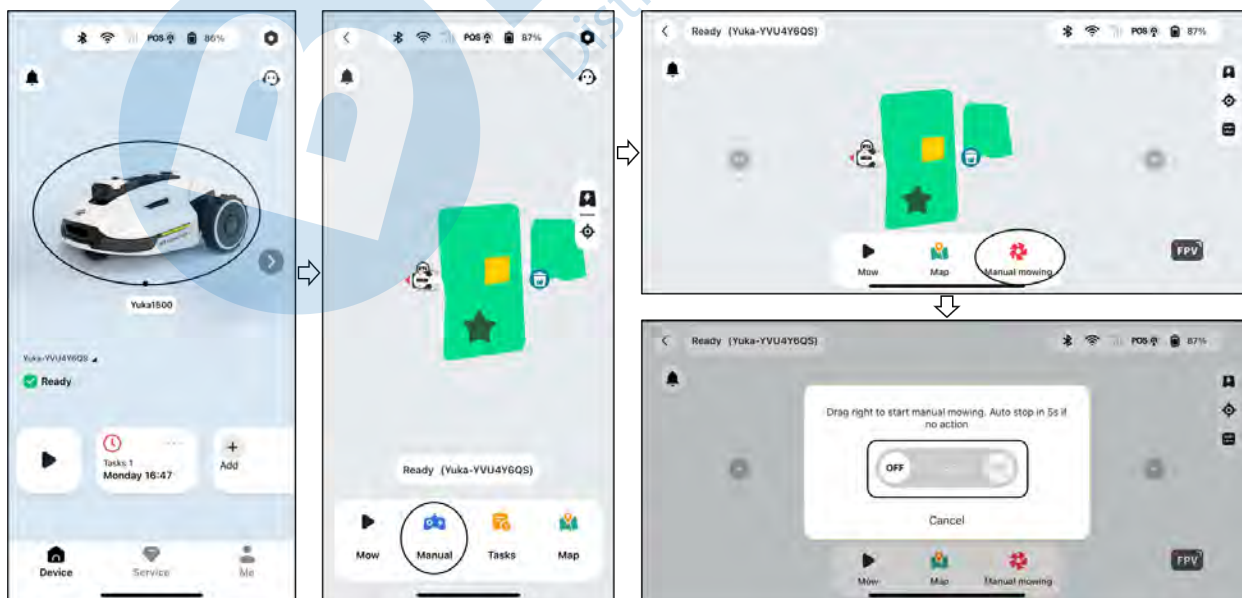 POS 86%
Yuka1500
Yuka-YVU4Y6QS
Ready
Tasks 1
Monday 16:47
Add
Device
Service
Me
POS 87%
Ready (Yuka-YVU4Y6QS)
Mow
Manual
Tasks
Map
Ready (Yuka-YVU4Y6QS)
POS 87%
Mow
Map
Manual mowing
FPV
Ready (Yuka-YVU4Y6QS)
POS 87%
Drag right to start manual mowing. Auto stop in 5s if
no action
OFF
Cancel
Mow
Map
Manual mowing
FPV